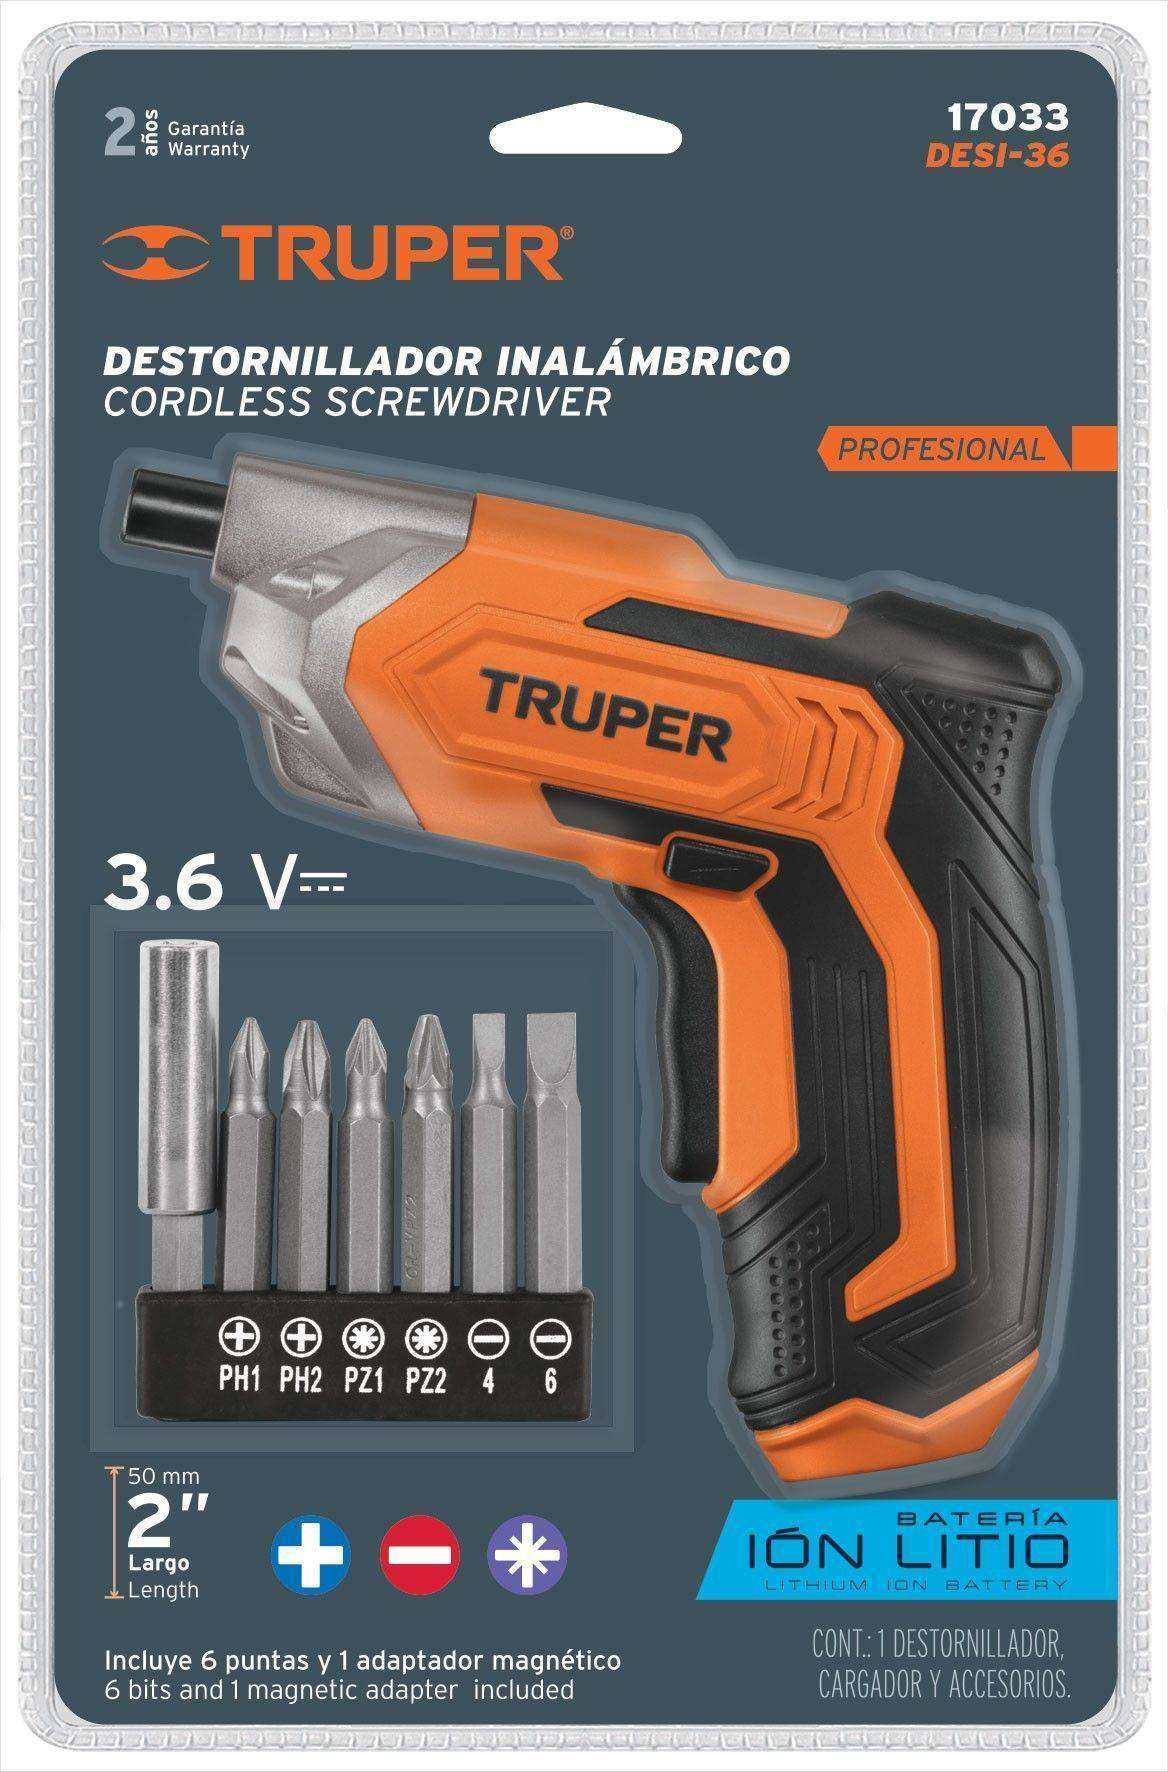 2 años Garantía
Warranty
17033
DESI-36
TRUPER®
DESTORNILLADOR INALÁMBRICO
CORDLESS SCREWDRIVER
PROFESIONAL
TRUPER
3.6 V
PH1 PH2 PZ1 PZ2 4 6
50 mm
2"
Largo
Length
BATERÍA
IÓN LITIO
LITHIUM ION BATTERY
Incluye 6 puntas y 1 adaptador magnético
6 bits and 1 magnetic adapter included
CONT.: 1 DESTORNILLADOR,
CARGADOR Y ACCESORIOS.